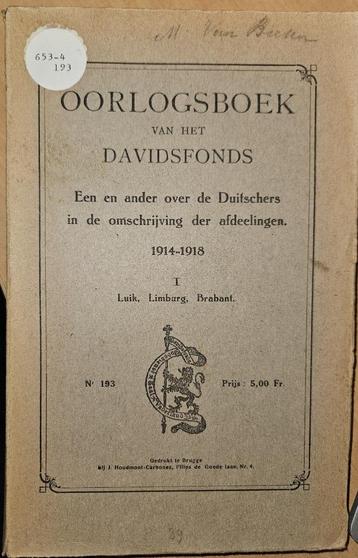 M. Van
653-4
193
OORLOGSBOEK
VAN HET
DAVIDSFONDS
Een en ander over de Duitschers
in de omschrijving der afdeelingen.
1914-1918
I
Luik, Limburg, Brabant.
Nr 193
Prijs : 5,00 Fr.
Gedrukt te Brugge
bij J. Houdmont-Carbonez, Filips de Goede laan, Nr. 4.